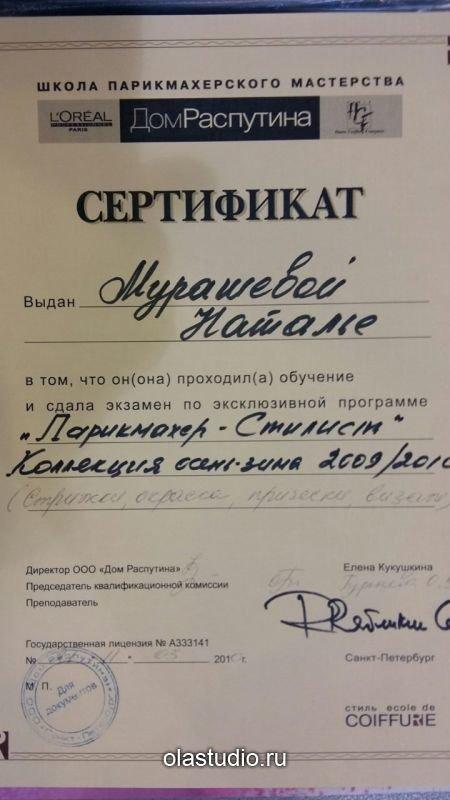 ШКОЛА ПАРИКМАХЕРСКОГО МАСТЕРСТВА
L'ORÉAL
PROFESSIONNEL
PARIS
ДомРаспутина
СЕРТИФИКАТ
Выдан Мурашевой
Наталье
в том, что он(она) проходил(а) обучение
и сдала экзамен по эксклюзивной программе
"Парикмахер - Стилист"
Коллекция осень-зима 2009/2010
(Стрижки, окраска, прически, визаж)
Директор ООО «Дом Распутина» Елена Кукушкина
Председатель квалификационной комиссии
Преподаватель
Государственная лицензия № А333141
№ 03 2010г. Санкт-Петербург
М. П.
Для
документов
стиль ecole de
COIFFURE
olastudio.ru